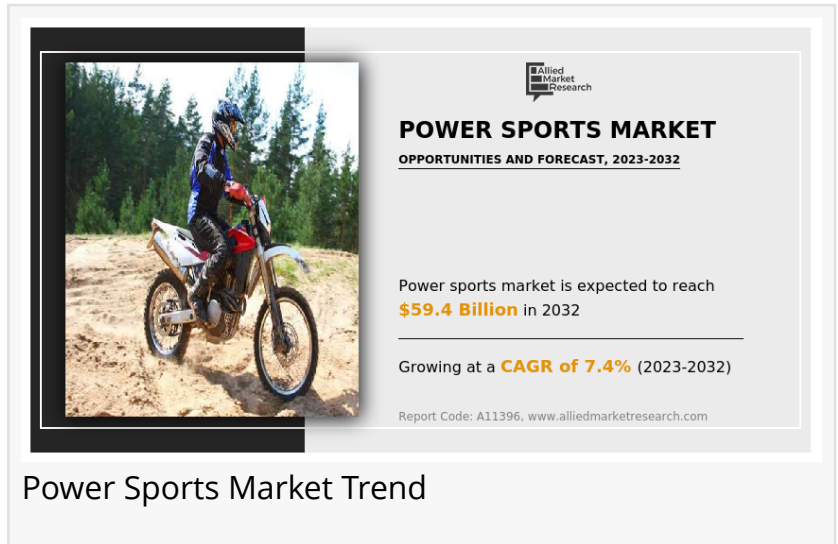 Allied
Market
Research
POWER SPORTS MARKET
OPPORTUNITIES AND FORECAST, 2023-2032
Power sports market is expected to reach
$59.4 Billion in 2032
Growing at a CAGR of 7.4% (2023-2032)
Report Code: A11396, www.alliedmarketresearch.com
Power Sports Market Trend